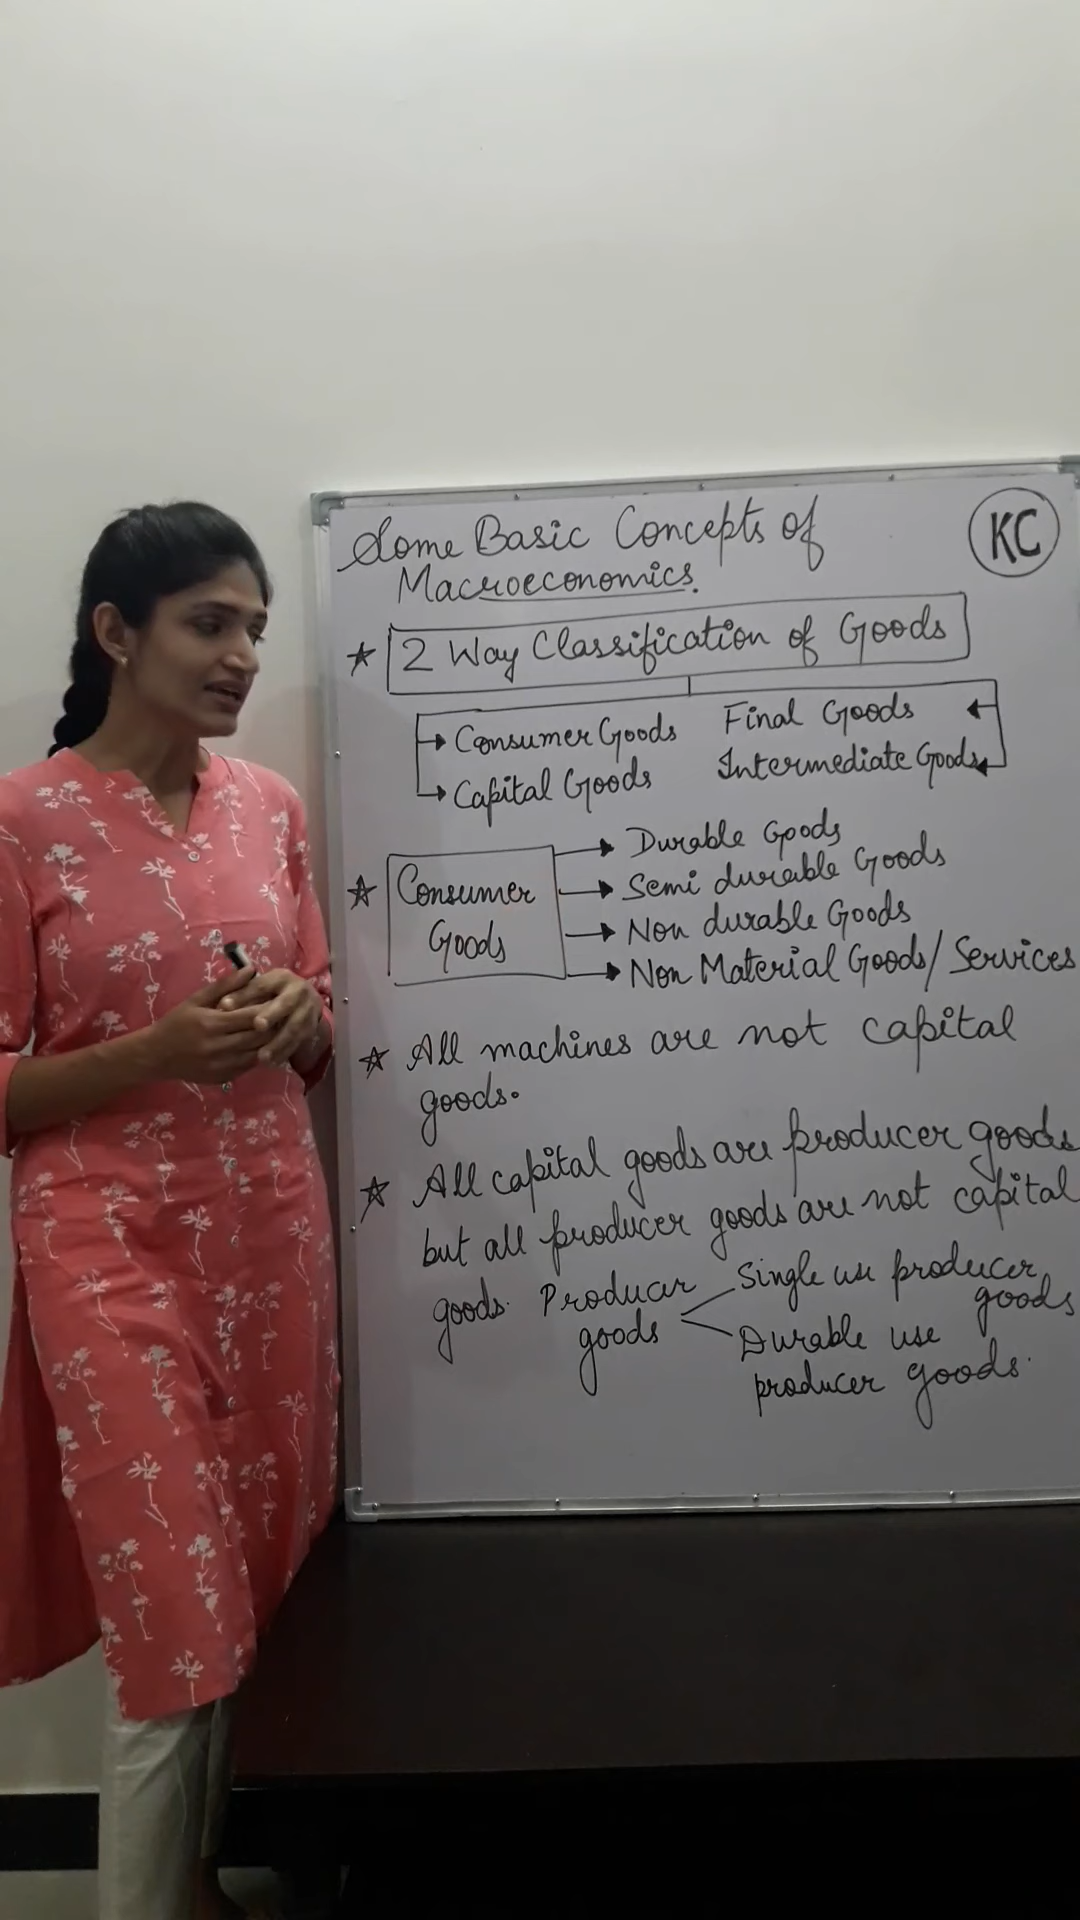 Some Basic Concepts of
Macroeconomics.
KC
2 Way Classification of Goods
Consumer Goods
Capital Goods
Final Goods
Intermediate Goods
Consumer
Goods
Durable Goods
Semi durable Goods
Non durable Goods
Non Material Goods/Services
All machines are not capital
goods.
All capital goods are producer goods
but all producer goods are not capital
goods.
Producer
goods
Single use producer
goods
Durable use
producer goods.